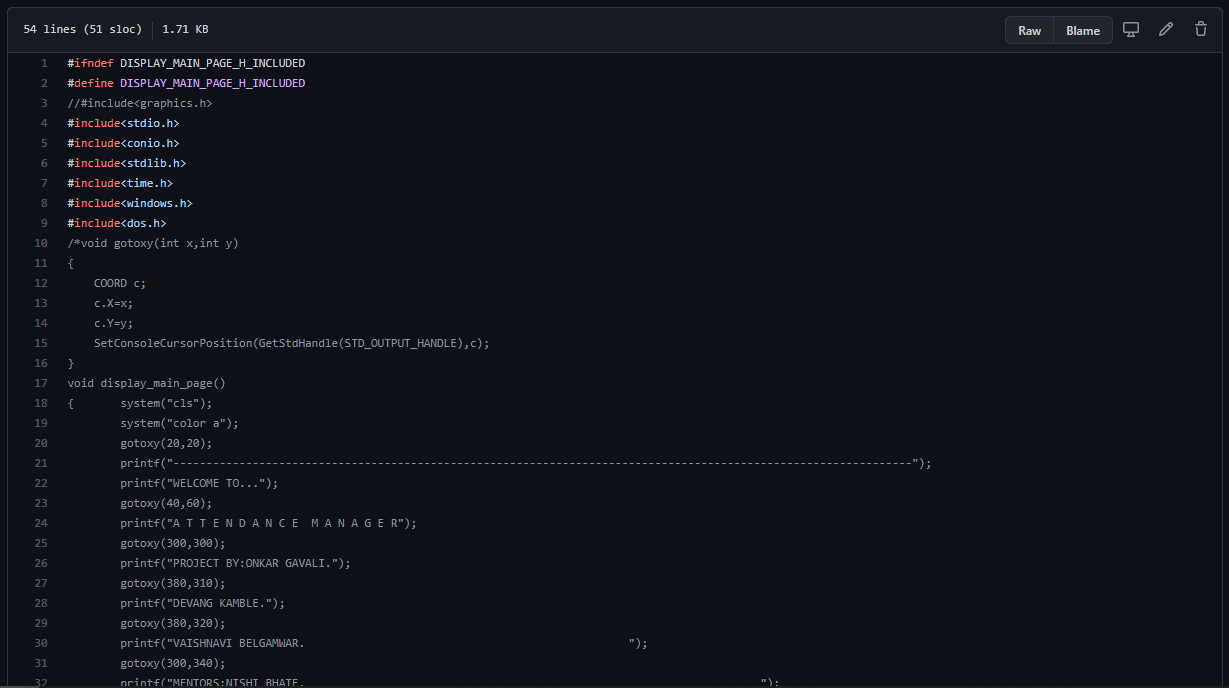 54 lines (51 sloc) 1.71 KB Raw Blame
1 #ifndef DISPLAY_MAIN_PAGE_H_INCLUDED
2 #define DISPLAY_MAIN_PAGE_H_INCLUDED
3 //#include<graphics.h>
4 #include<stdio.h>
5 #include<conio.h>
6 #include<stdlib.h>
7 #include<time.h>
8 #include<windows.h>
9 #include<dos.h>
10 /*void gotoxy(int x,int y)
11 {
12     COORD c;
13     c.X=x;
14     c.Y=y;
15     SetConsoleCursorPosition(GetStdHandle(STD_OUTPUT_HANDLE),c);
16 }
17 void display_main_page()
18 {       system("cls");
19         system("color a");
20         gotoxy(20,20);
21         printf("----------------------------------------------------------------------------------------------------------------");
22         printf("WELCOME TO...");
23         gotoxy(40,60);
24         printf("A T T E N D A N C E  M A N A G E R");
25         gotoxy(300,300);
26         printf("PROJECT BY:ONKAR GAVALI.");
27         gotoxy(380,310);
28         printf("DEVANG KAMBLE.");
29         gotoxy(380,320);
30         printf("VAISHNAVI BELGAMWAR.                                                 ");
31         gotoxy(300,340);
32         printf("MENTORS:NISHI BHATE.                                                                     ");